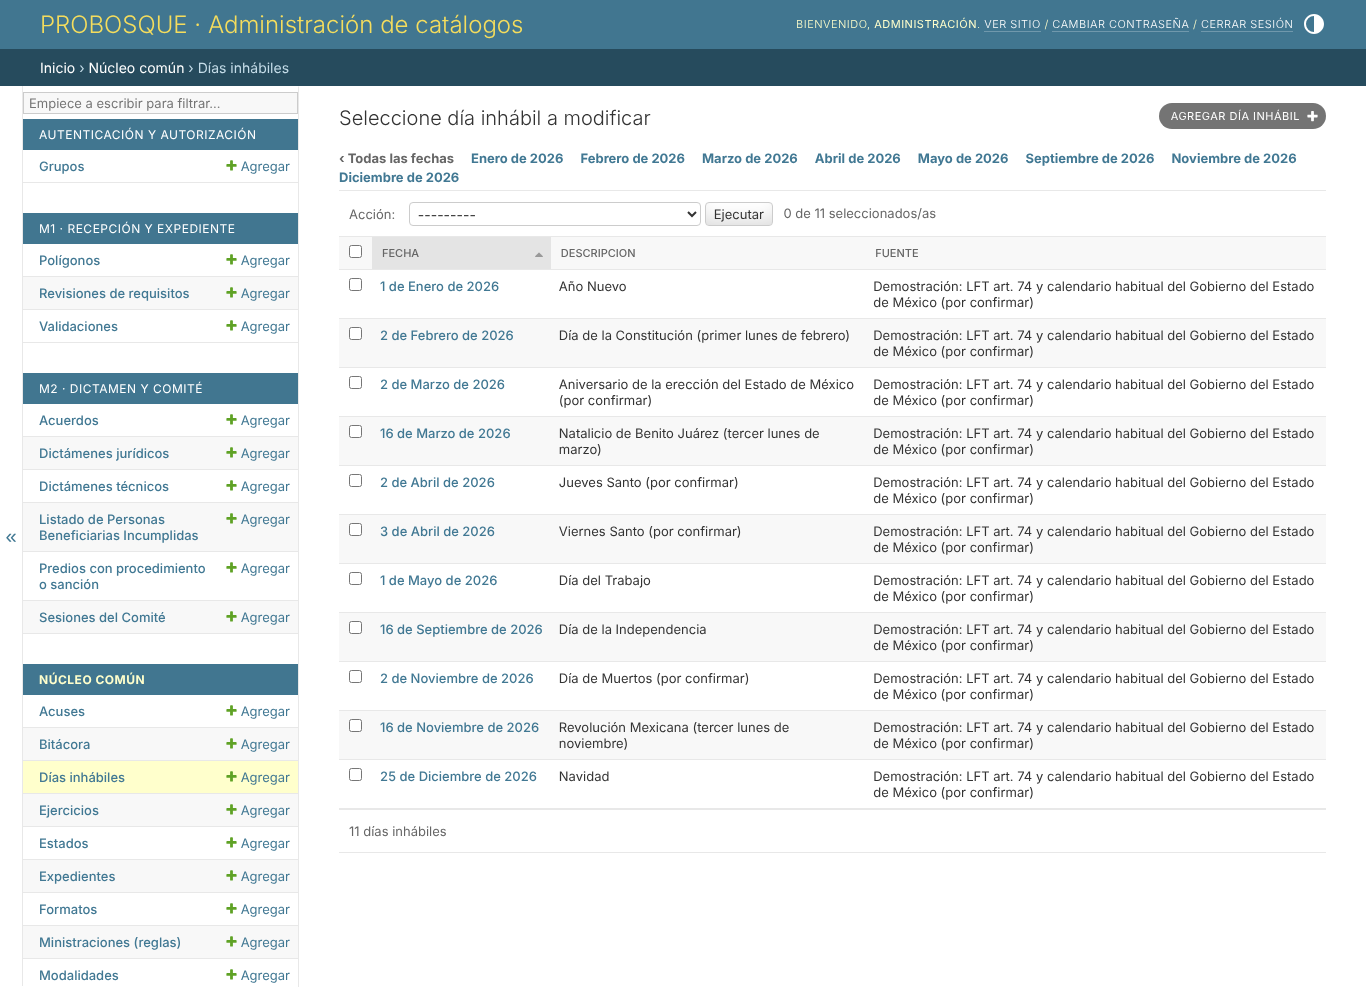 PROBOSQUE · Administración de catálogos
BIENVENIDO, ADMINISTRACIÓN. VER SITIO / CAMBIAR CONTRASEÑA / CERRAR SESIÓN
Inicio › Núcleo común › Días inhábiles
Empiece a escribir para filtrar...
AUTENTICACIÓN Y AUTORIZACIÓN
Grupos Agregar
M1 · RECEPCIÓN Y EXPEDIENTE
Polígonos Agregar
Revisiones de requisitos Agregar
Validaciones Agregar
M2 · DICTAMEN Y COMITÉ
Acuerdos Agregar
Dictámenes jurídicos Agregar
Dictámenes técnicos Agregar
Listado de Personas Agregar
Beneficiarias Incumplidas
Predios con procedimiento Agregar
o sanción
Sesiones del Comité Agregar
NÚCLEO COMÚN
Acuses Agregar
Bitácora Agregar
Días inhábiles Agregar
Ejercicios Agregar
Estados Agregar
Expedientes Agregar
Formatos Agregar
Ministraciones (reglas) Agregar
Modalidades Agregar
«
Seleccione día inhábil a modificar
AGREGAR DÍA INHÁBIL
‹ Todas las fechas Enero de 2026 Febrero de 2026 Marzo de 2026 Abril de 2026 Mayo de 2026 Septiembre de 2026 Noviembre de 2026
Diciembre de 2026
Acción: --------- Ejecutar 0 de 11 seleccionados/as
FECHA DESCRIPCION FUENTE
1 de Enero de 2026 Año Nuevo Demostración: LFT art. 74 y calendario habitual del Gobierno del Estado
de México (por confirmar)
2 de Febrero de 2026 Día de la Constitución (primer lunes de febrero) Demostración: LFT art. 74 y calendario habitual del Gobierno del Estado
de México (por confirmar)
2 de Marzo de 2026 Aniversario de la erección del Estado de México Demostración: LFT art. 74 y calendario habitual del Gobierno del Estado
(por confirmar) de México (por confirmar)
16 de Marzo de 2026 Natalicio de Benito Juárez (tercer lunes de Demostración: LFT art. 74 y calendario habitual del Gobierno del Estado
marzo) de México (por confirmar)
2 de Abril de 2026 Jueves Santo (por confirmar) Demostración: LFT art. 74 y calendario habitual del Gobierno del Estado
de México (por confirmar)
3 de Abril de 2026 Viernes Santo (por confirmar) Demostración: LFT art. 74 y calendario habitual del Gobierno del Estado
de México (por confirmar)
1 de Mayo de 2026 Día del Trabajo Demostración: LFT art. 74 y calendario habitual del Gobierno del Estado
de México (por confirmar)
16 de Septiembre de 2026 Día de la Independencia Demostración: LFT art. 74 y calendario habitual del Gobierno del Estado
de México (por confirmar)
2 de Noviembre de 2026 Día de Muertos (por confirmar) Demostración: LFT art. 74 y calendario habitual del Gobierno del Estado
de México (por confirmar)
16 de Noviembre de 2026 Revolución Mexicana (tercer lunes de Demostración: LFT art. 74 y calendario habitual del Gobierno del Estado
noviembre) de México (por confirmar)
25 de Diciembre de 2026 Navidad Demostración: LFT art. 74 y calendario habitual del Gobierno del Estado
de México (por confirmar)
11 días inhábiles